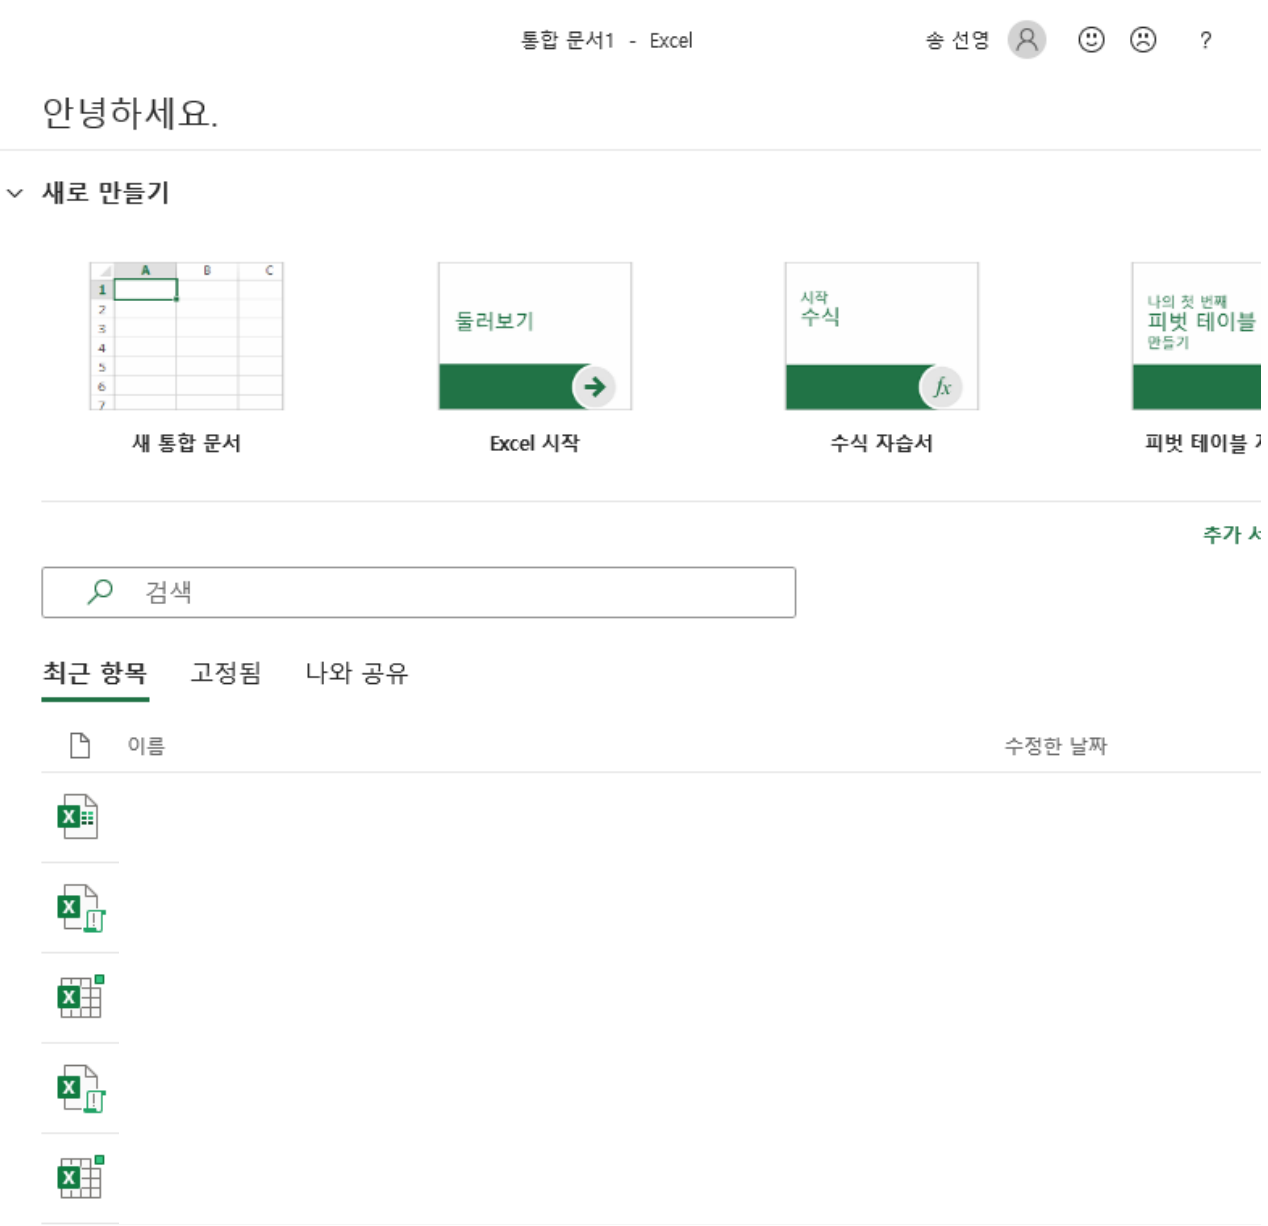 통합 문서1 - Excel
송 선영
?
안녕하세요.
새로 만들기
A B C
1
2
3
4
5
6
7
둘러보기
시작
수식
fx
나의 첫 번째
피벗 테이블
만들기
새 통합 문서
Excel 시작
수식 자습서
피벗 테이블
추가
검색
최근 항목 고정됨 나와 공유
이름 수정한 날짜
X
X
X
X
X